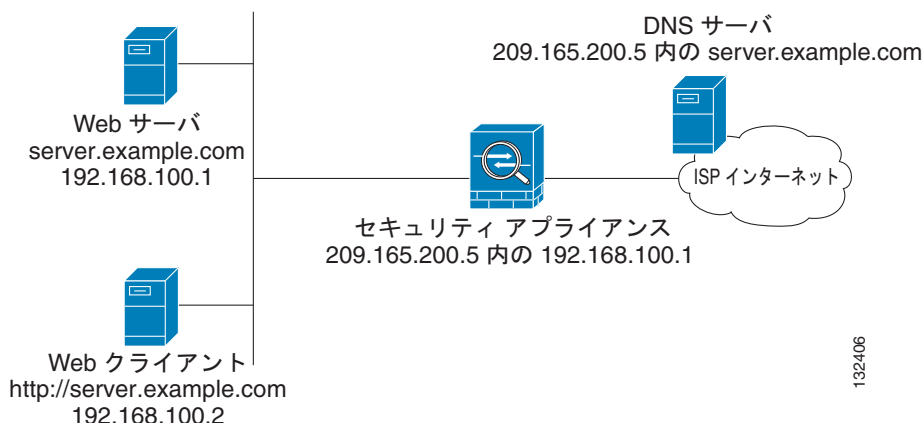 DNS サーバ
209.165.200.5 内の server.example.com
Web サーバ
server.example.com
192.168.100.1
ISP インターネット
セキュリティ アプライアンス
209.165.200.5 内の 192.168.100.1
Web クライアント
http://server.example.com
192.168.100.2
132406